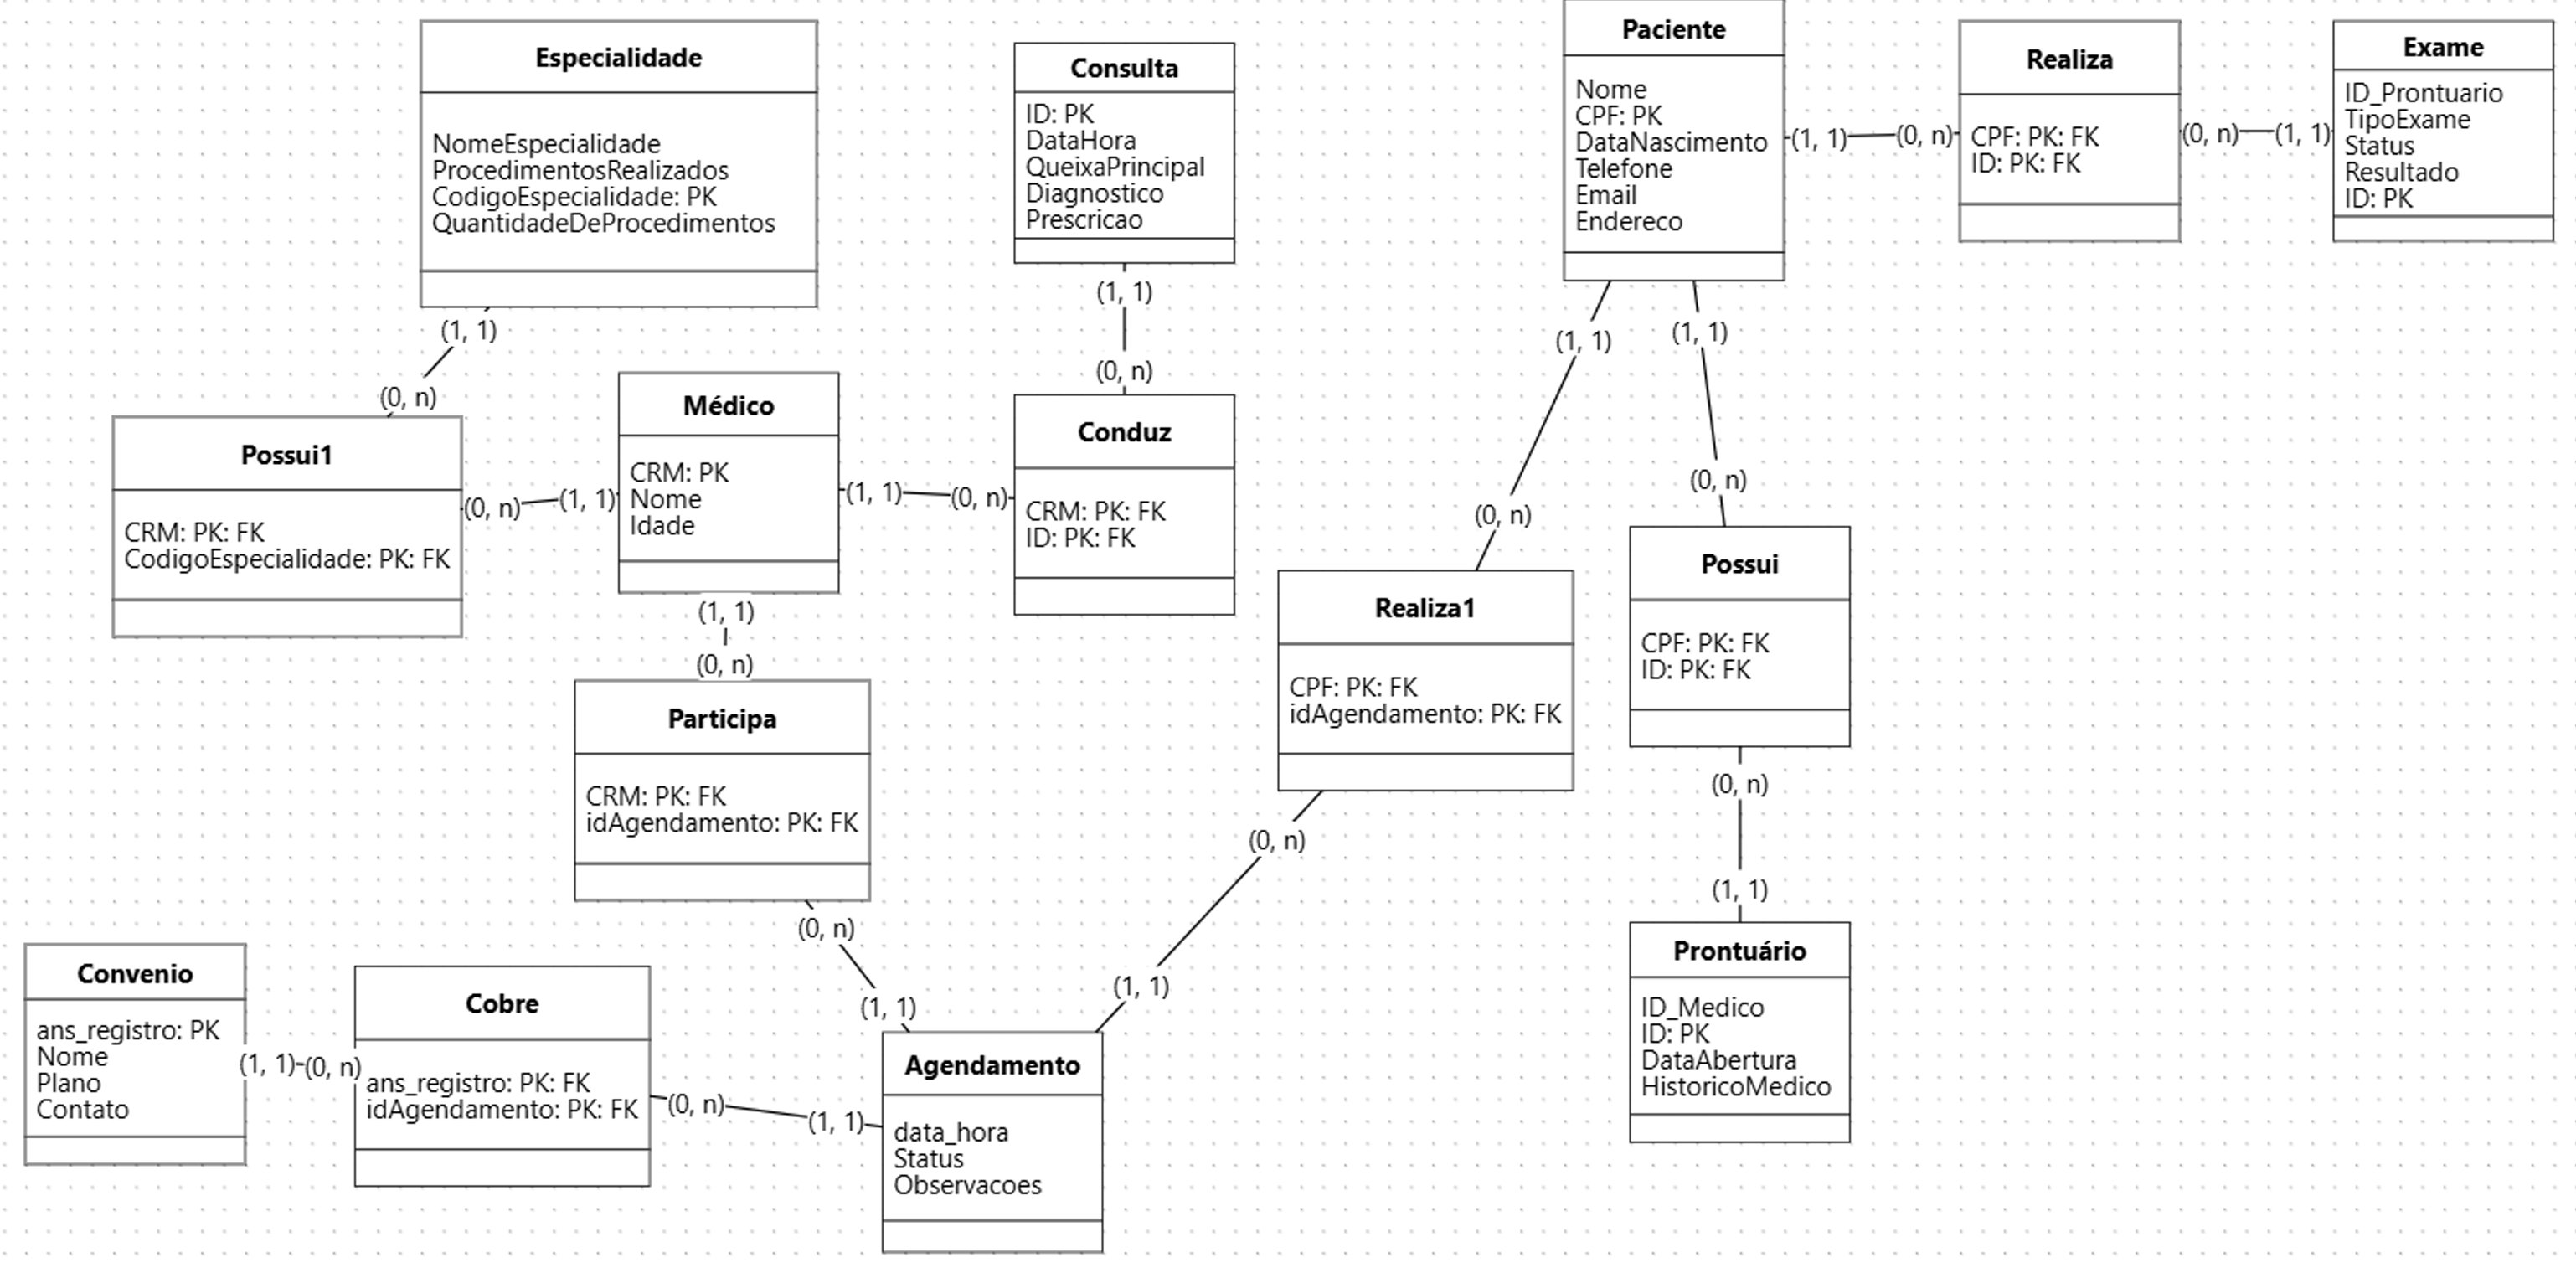 Especialidade
NomeEspecialidade
ProcedimentosRealizados
CodigoEspecialidade: PK
QuantidadeDeProcedimentos
(1, 1)
(0, n)
Possui1
CRM: PK: FK
CodigoEspecialidade: PK: FK
(0, n)
(1, 1)
Médico
CRM: PK
Nome
Idade
(1, 1)
(0, n)
Consulta
ID: PK
DataHora
QueixaPrincipal
Diagnostico
Prescricao
(1, 1)
(0, n)
Conduz
CRM: PK: FK
ID: PK: FK
(1, 1)
(0, n)
Participa
CRM: PK: FK
idAgendamento: PK: FK
(0, n)
(1, 1)
Convenio
ans_registro: PK
Nome
Plano
Contato
(1, 1)
(0, n)
Cobre
ans_registro: PK: FK
idAgendamento: PK: FK
(0, n)
(1, 1)
Agendamento
data_hora
Status
Observacoes
Paciente
Nome
CPF: PK
DataNascimento
Telefone
Email
Endereco
(1, 1)
(0, n)
Realiza
CPF: PK: FK
ID: PK: FK
(0, n)
(1, 1)
Exame
ID_Prontuario
TipoExame
Status
Resultado
ID: PK
(1, 1)
(0, n)
Realiza1
CPF: PK: FK
idAgendamento: PK: FK
(0, n)
(1, 1)
(1, 1)
(0, n)
Possui
CPF: PK: FK
ID: PK: FK
(0, n)
(1, 1)
Prontuário
ID_Medico
ID: PK
DataAbertura
HistoricoMedico